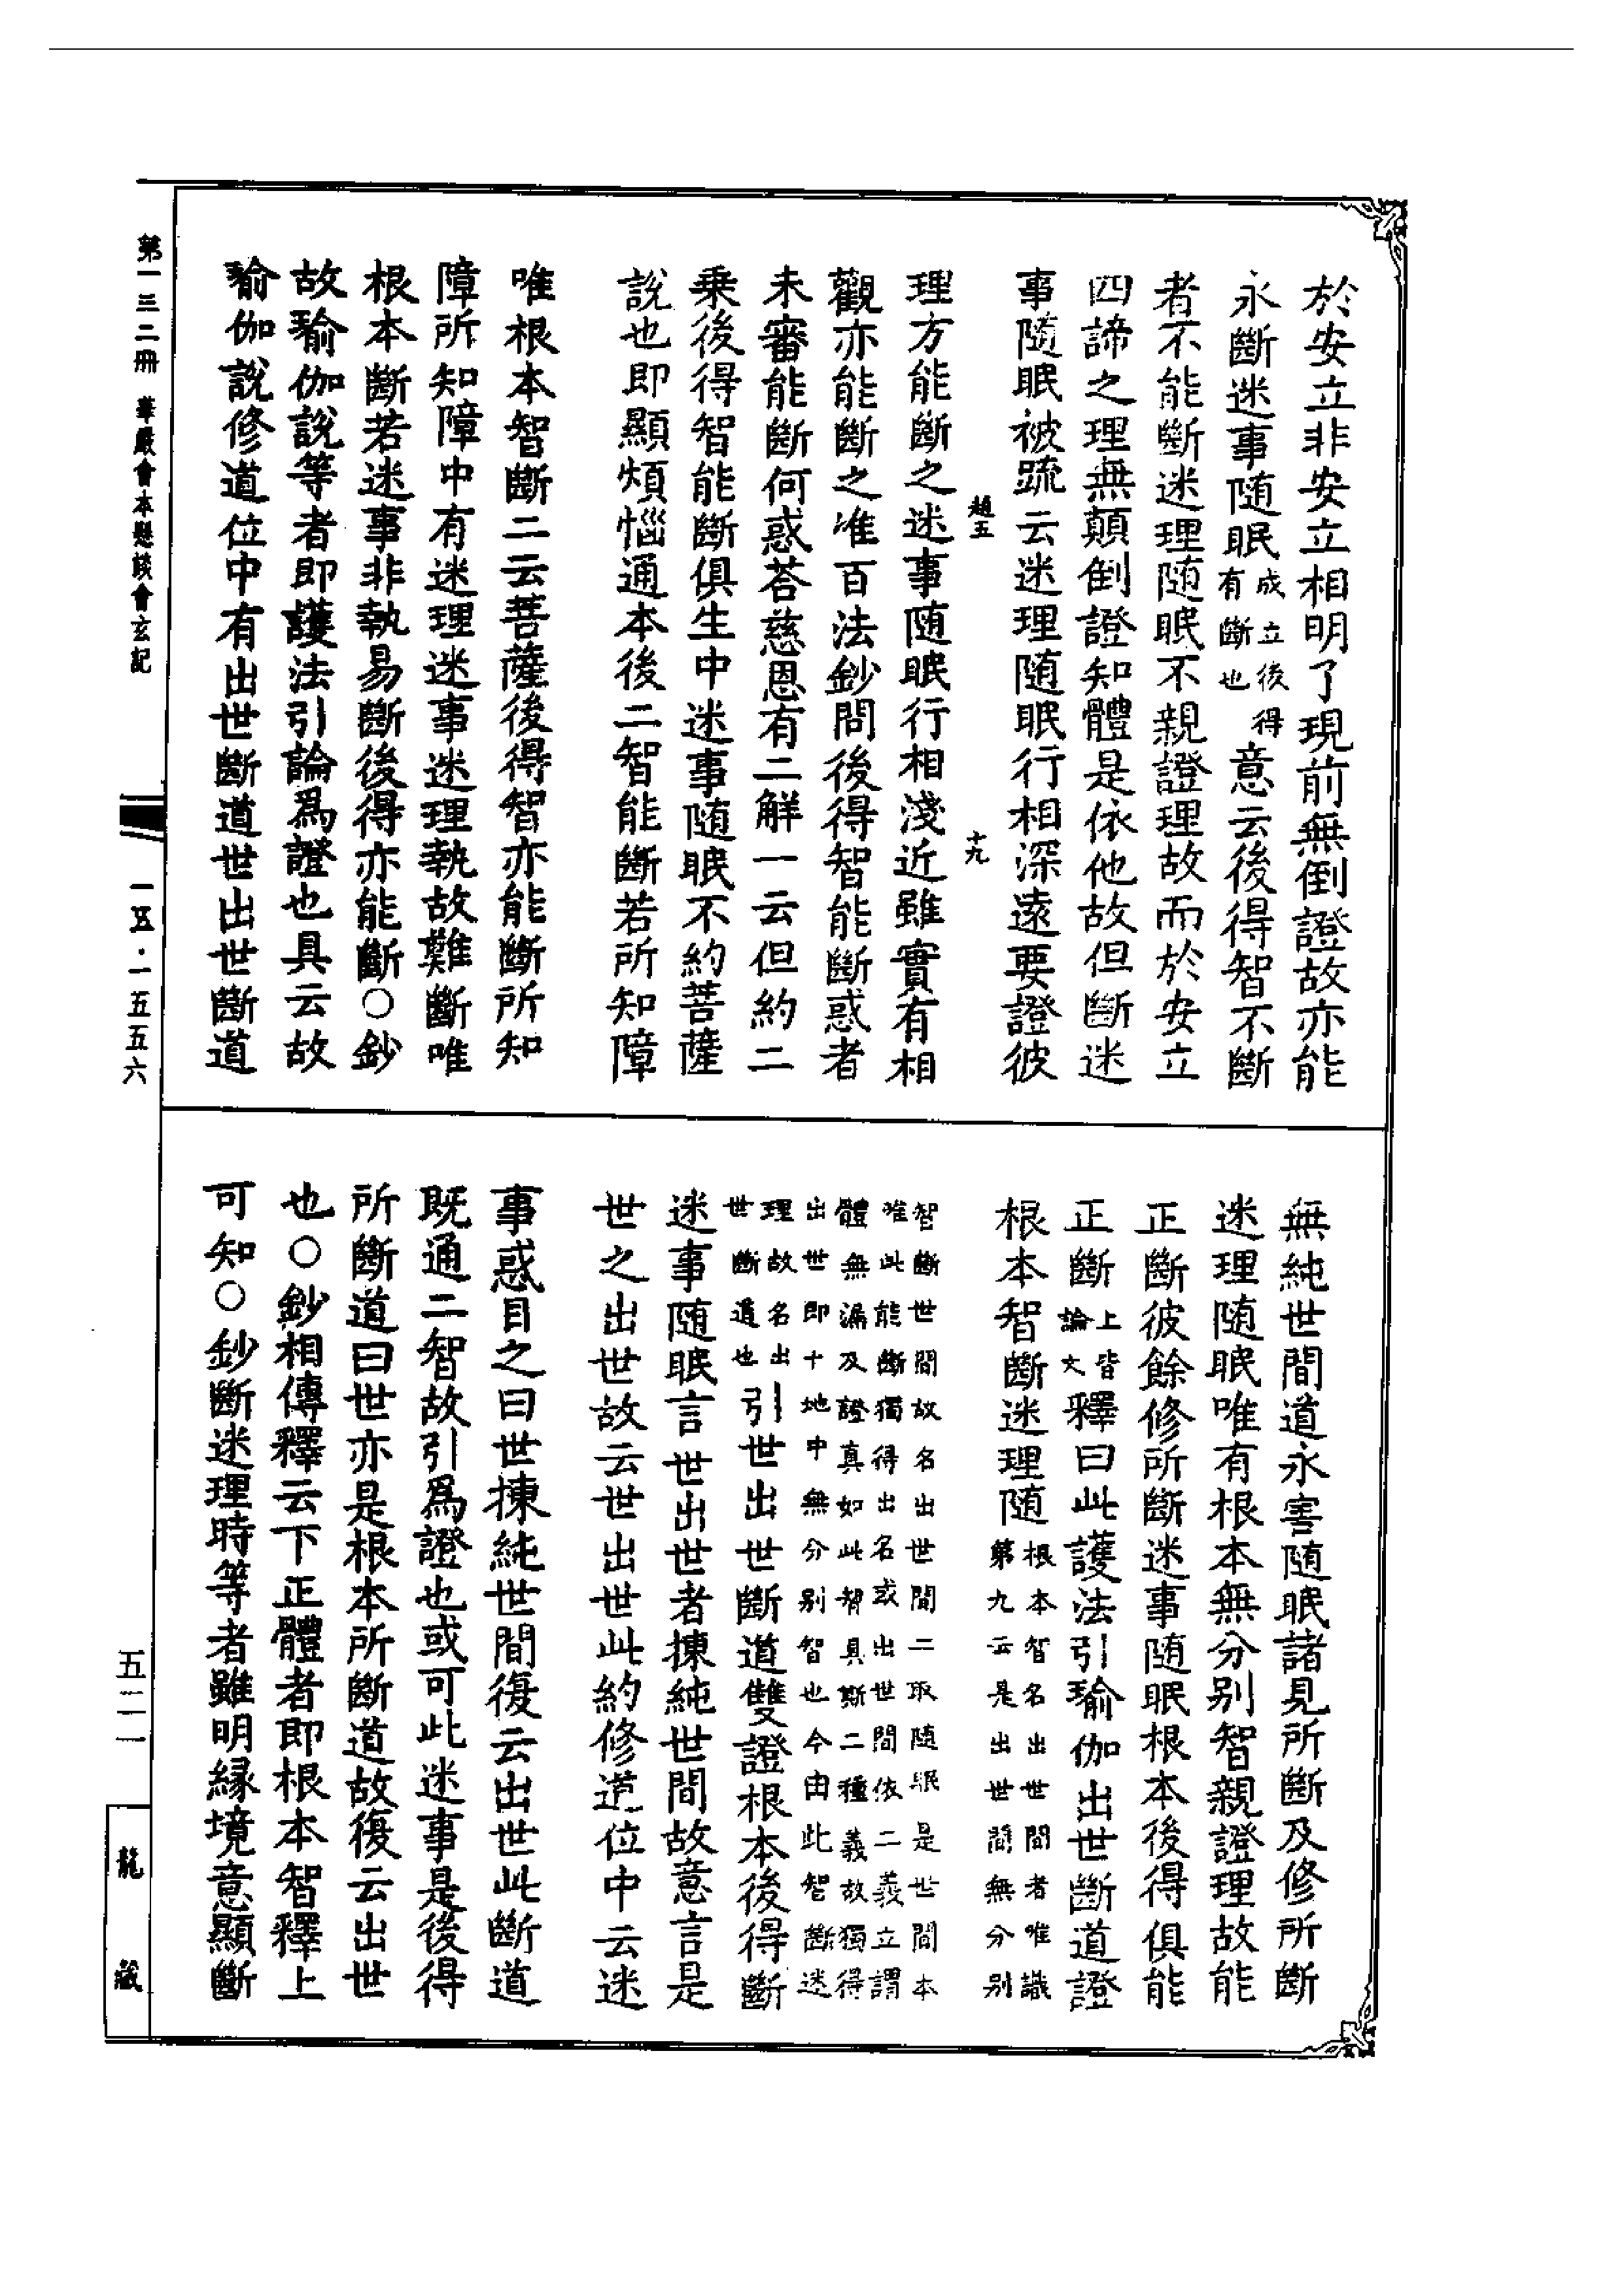 於安立非安立相明了現前無倒證故亦能
永斷迷事隨眠成立後得有斷也意云後得智不斷
者不能斷迷理隨眠不親證理故而於安立
四諦之理無顛倒證知體是依他故但斷迷
事隨眠被䟽云迷理隨眠行相深遠要證彼
趙五 十九
理方能斷之迷事隨眠行相淺近雖實有相
觀亦能斷之准百法鈔問後得智能斷惑者
未審能斷何惑荅慈恩有二解一云但約二
乗後得智能斷俱生中迷事隨眠不約菩薩
說也即顯煩惱通本後二智能斷若所知障
唯根本智斷二云菩薩後得智亦能斷所知
障所知障中有迷理迷事迷理執故難斷唯
根本斷若迷事非執易斷後得亦能斷○鈔
故瑜伽說等者即護法引論爲證也具云故
瑜伽說修道位中有出世斷道世出世斷道
無純世間道永害隨眠諸見所斷及修所斷
迷理隨眠唯有根本無分别智親證理故能
正斷彼餘修所斷迷事隨眠根本後得俱能
正斷上皆論文釋曰此護法引瑜伽出世斷道證
根本智斷迷理隨根本智名出世間者唯識第九云是出世間無分别
智斷世間故名出世間二取随眠是世間本
唯此能斷獨得出名或出世間依二義立謂
體無漏及證真如此智具斯二種義故獨得
出世即十地中無分别智也今由此智斷迷
理故名出世斷道也引世出世斷道雙證根本後得斷
迷事隨眠言世出世者揀純世間故意言是
世之出世故云世出世此約修道位中云迷
事惑目之曰世揀純世間復云出世此斷道
既通二智故引爲證也或可此迷事是後得
所斷道曰世亦是根本所斷道故復云出世
也○鈔相傳釋云下正體者即根本智釋上
可知○鈔斷迷理時等者雖明縁境意顯斷
第一三二冊 華嚴會本懸談會玄記
一五·一五五六
五二一
龍藏